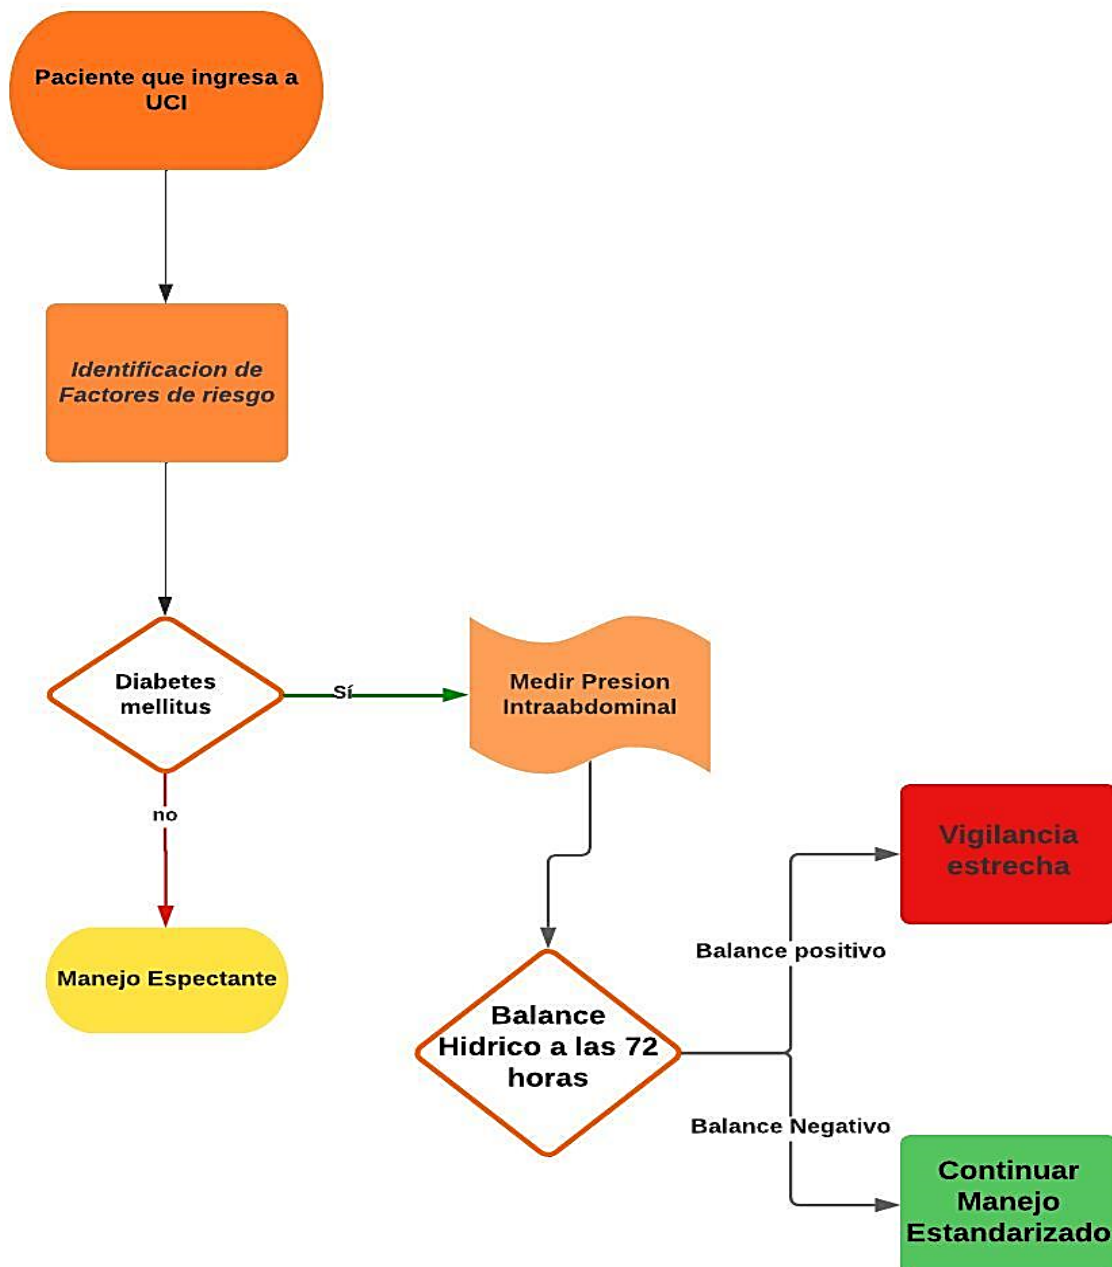 Paciente que ingresa a
UCI
Identificacion de
Factores de riesgo
Diabetes
mellitus
Sí
Medir Presion
Intraabdominal
no
Manejo Espectante
Balance
Hidrico a las 72
horas
Balance positivo
Vigilancia
estrecha
Balance Negativo
Continuar
Manejo
Estandarizado